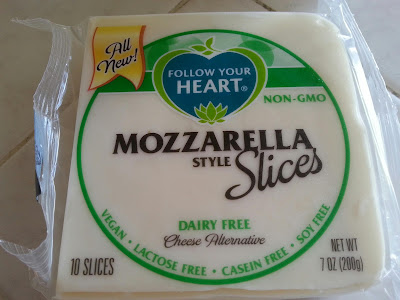 All
New!
FOLLOW YOUR
HEART®
NON-GMO
MOZZARELLA
STYLE Slices
DAIRY FREE
Cheese Alternative
VEGAN • LACTOSE FREE • CASEIN FREE • SOY FREE
10 SLICES
NET WT
7 OZ (200g)